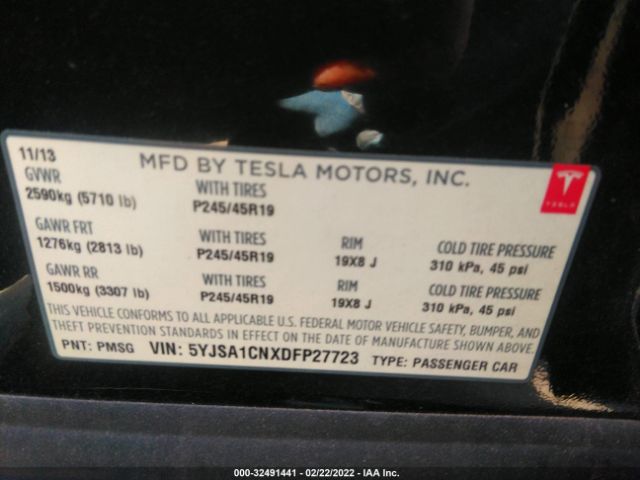 11/13
MFD BY TESLA MOTORS, INC.
GVWR WITH TIRES
2590kg (5710 lb) P245/45R19
TESLA
GAWR FRT WITH TIRES RIM COLD TIRE PRESSURE
1276kg (2813 lb) P245/45R19 19X8 J 310 kPa, 45 psi
GAWR RR WITH TIRES RIM COLD TIRE PRESSURE
1500kg (3307 lb) P245/45R19 19X8 J 310 kPa, 45 psi
THIS VEHICLE CONFORMS TO ALL APPLICABLE U.S. FEDERAL MOTOR VEHICLE SAFETY, BUMPER, AND
THEFT PREVENTION STANDARDS IN EFFECT ON THE DATE OF MANUFACTURE SHOWN ABOVE.
PNT: PMSG VIN: 5YJSA1CNXDFP27723 TYPE: PASSENGER CAR
000-32491441 - 02/22/2022 - IAA Inc.